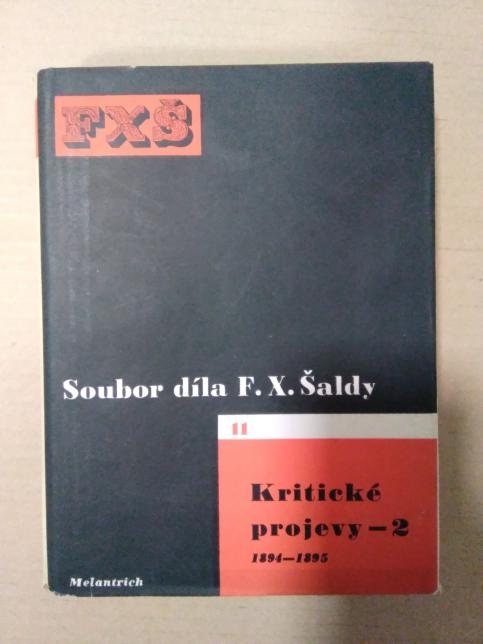 FXŠ
Soubor díla F. X. Šaldy
11
Kritické
projevy — 2
1894—1895
Melantrich